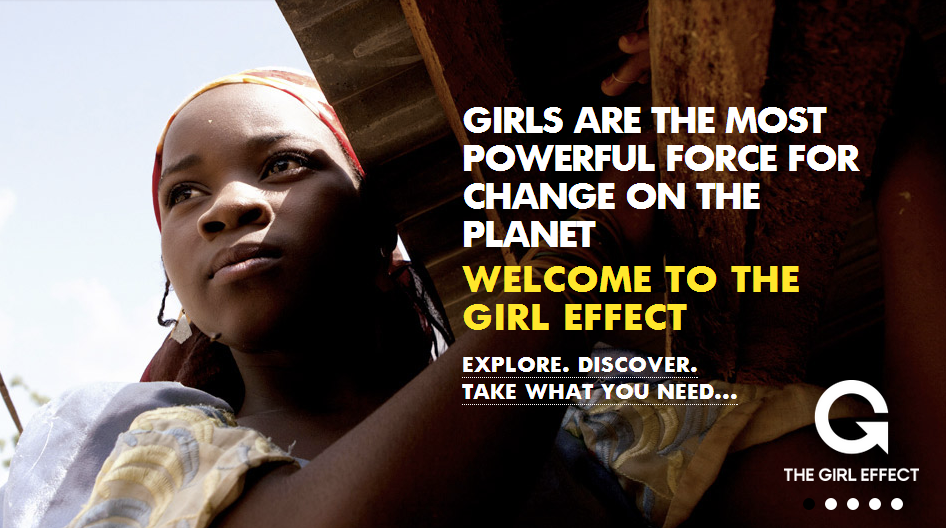 GIRLS ARE THE MOST
POWERFUL FORCE FOR
CHANGE ON THE
PLANET
WELCOME TO THE
GIRL EFFECT
EXPLORE. DISCOVER.
TAKE WHAT YOU NEED...
THE GIRL EFFECT